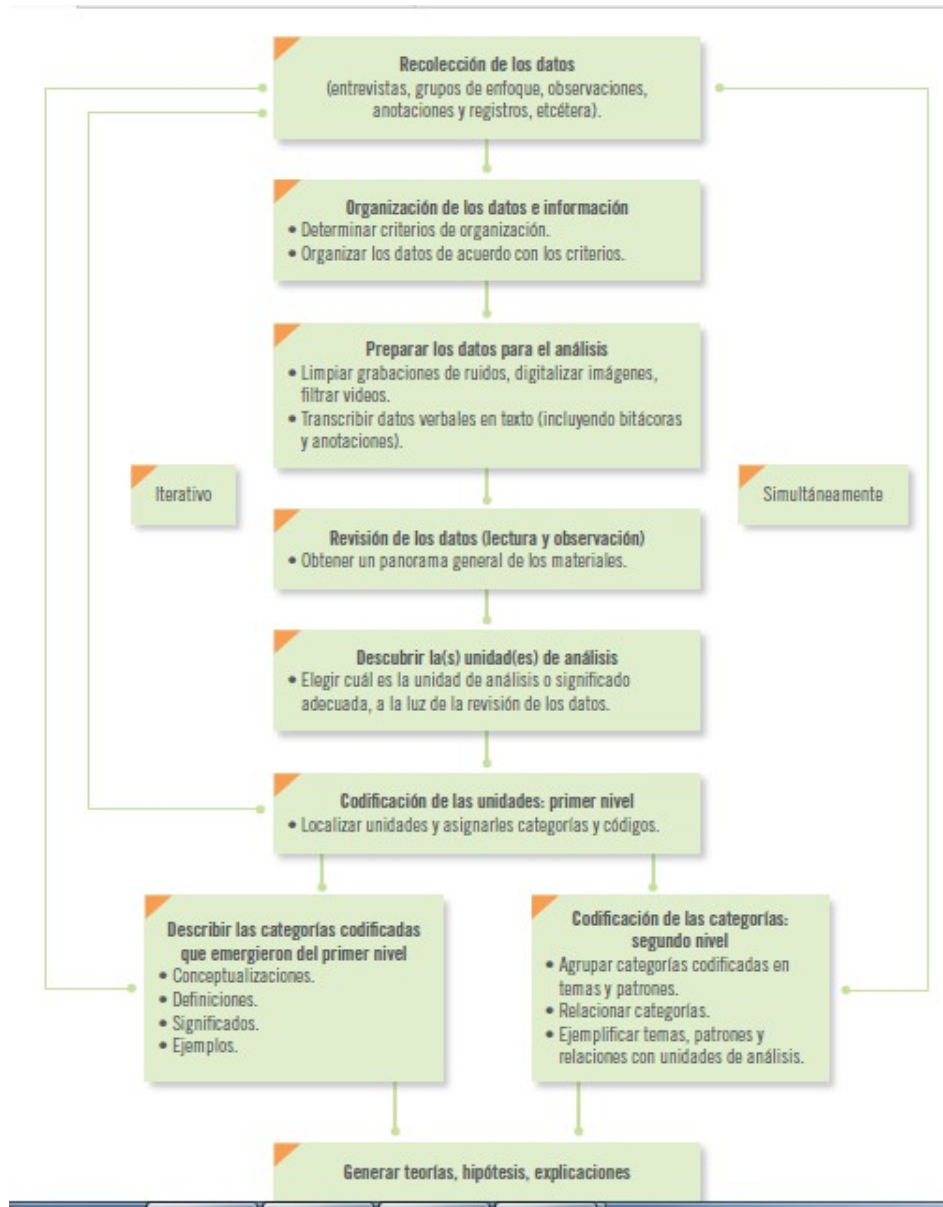 Recolección de los datos
(entrevistas, grupos de enfoque, observaciones,
anotaciones y registros, etcétera).
Organización de los datos e información
• Determinar criterios de organización.
• Organizar los datos de acuerdo con los criterios.
Preparar los datos para el análisis
• Limpiar grabaciones de ruidos, digitalizar imágenes,
filtrar videos.
• Transcribir datos verbales en texto (incluyendo bitácoras
y anotaciones).
Iterativo
Simultáneamente
Revisión de los datos (lectura y observación)
• Obtener un panorama general de los materiales.
Descubrir la(s) unidad(es) de análisis
• Elegir cuál es la unidad de análisis o significado
adecuada, a la luz de la revisión de los datos.
Codificación de las unidades: primer nivel
• Localizar unidades y asignarles categorías y códigos.
Describir las categorías codificadas
que emergieron del primer nivel
• Conceptualizaciones.
• Definiciones.
• Significados.
• Ejemplos.
Codificación de las categorías:
segundo nivel
• Agrupar categorías codificadas en
temas y patrones.
• Relacionar categorías.
• Ejemplificar temas, patrones y
relaciones con unidades de análisis.
Generar teorías, hipótesis, explicaciones